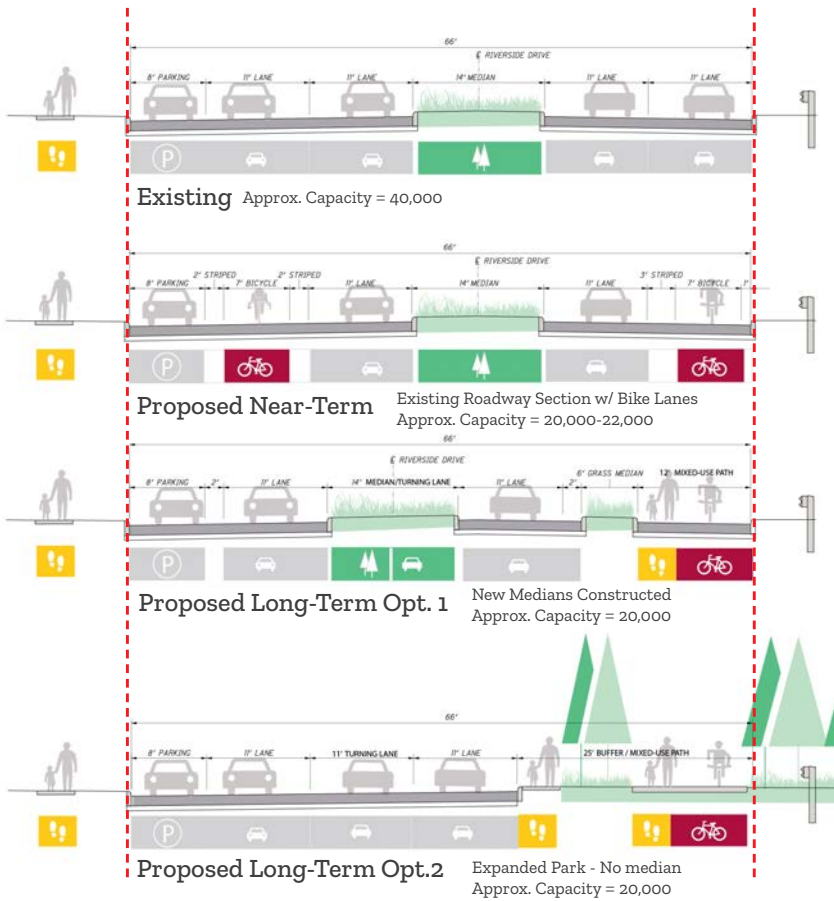 66'
℄ RIVERSIDE DRIVE
8' PARKING 11' LANE 11' LANE 14' MEDIAN 11' LANE 11' LANE
P
Existing Approx. Capacity = 40,000
66'
℄ RIVERSIDE DRIVE
2' STRIPED 2' STRIPED 3' STRIPED
8' PARKING 7' BICYCLE 11' LANE 14' MEDIAN 11' LANE 7' BICYCLE 1'
P
Proposed Near-Term
Existing Roadway Section w/ Bike Lanes
Approx. Capacity = 20,000-22,000
66'
℄ RIVERSIDE DRIVE
6' GRASS MEDIAN 12' MIXED-USE PATH
8' PARKING 2' 11' LANE 14' MEDIAN/TURNING LANE 11' LANE 2'
P
Proposed Long-Term Opt. 1
New Medians Constructed
Approx. Capacity = 20,000
66'
8' PARKING 11' LANE 11' TURNING LANE 11' LANE 25' BUFFER / MIXED-USE PATH
P
Proposed Long-Term Opt.2
Expanded Park - No median
Approx. Capacity = 20,000